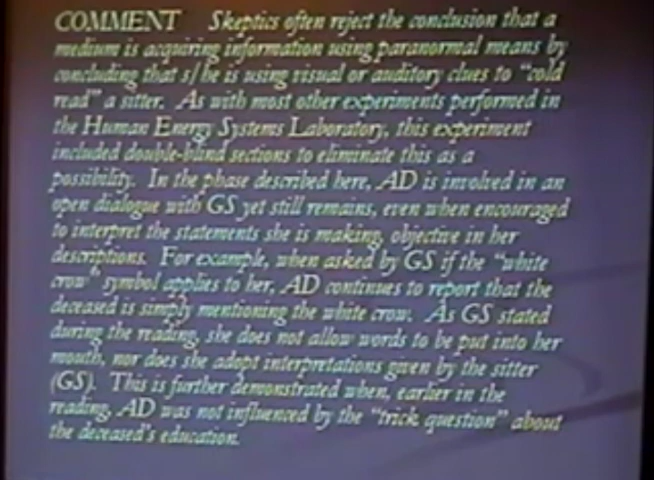 COMMENT Skeptics often reject the conclusion that a
medium is acquiring information using paranormal means by
concluding that s/he is using visual or auditory clues to "cold
read" a sitter. As with most other experiments performed in
the Human Energy Systems Laboratory, this experiment
included double-blind sections to eliminate this as a
possibility. In the phase described here, AD is involved in an
open dialogue with GS yet still remains, even when encouraged
to interpret the statements she is making, objective in her
descriptions. For example, when asked by GS if the "white
crow" symbol applies to her, AD continues to report that the
deceased is simply mentioning the white crow. As GS stated
during the reading, she does not allow words to be put into her
mouth, nor does she adopt interpretations given by the sitter
(GS). This is further demonstrated when, earlier in the
reading, AD was not influenced by the "trick question" about
the deceased's education.